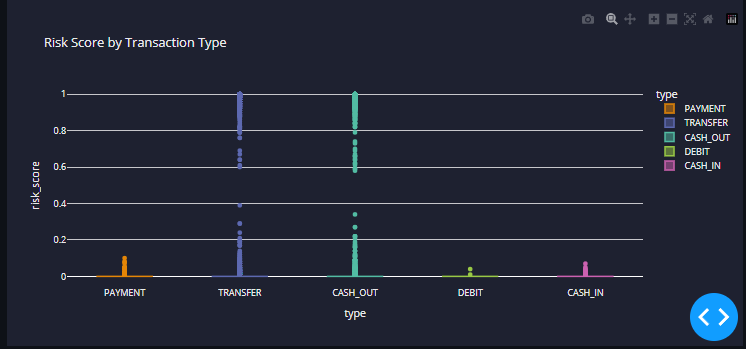 Risk Score by Transaction Type
type
PAYMENT
TRANSFER
CASH_OUT
DEBIT
CASH_IN
risk_score
1
0.8
0.6
0.4
0.2
0
PAYMENT TRANSFER CASH_OUT DEBIT CASH_IN
type